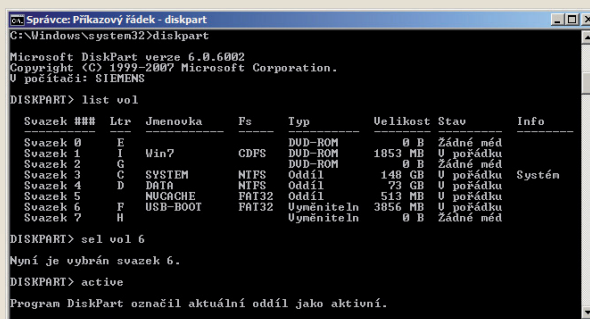 Správce: Příkazový řádek - diskpart
C:\Windows\system32>diskpart
Microsoft DiskPart verze 6.0.6002
Copyright (C) 1999-2007 Microsoft Corporation.
V počítači: SIEMENS
DISKPART> list vol
Svazek ### Ltr Jmenovka Fs Typ Velikost Stav Info
---------- --- ----------- ----- ---------- ------- --------- --------
Svazek 0 E DVD-ROM 0 B Žádné méd
Svazek 1 I Win7 CDFS DVD-ROM 1853 MB V pořádku
Svazek 2 G DVD-ROM 0 B Žádné méd
Svazek 3 C SYSTEM NTFS Oddíl 148 GB V pořádku Systém
Svazek 4 D DATA NTFS Oddíl 73 GB V pořádku
Svazek 5 NVCACHE FAT32 Oddíl 513 MB V pořádku
Svazek 6 F USB-BOOT FAT32 Vyměniteln 3856 MB V pořádku
Svazek 7 H Vyměniteln 0 B Žádné méd
DISKPART> sel vol 6
Nyní je vybrán svazek 6.
DISKPART> active
Program DiskPart označil aktuální oddíl jako aktivní.